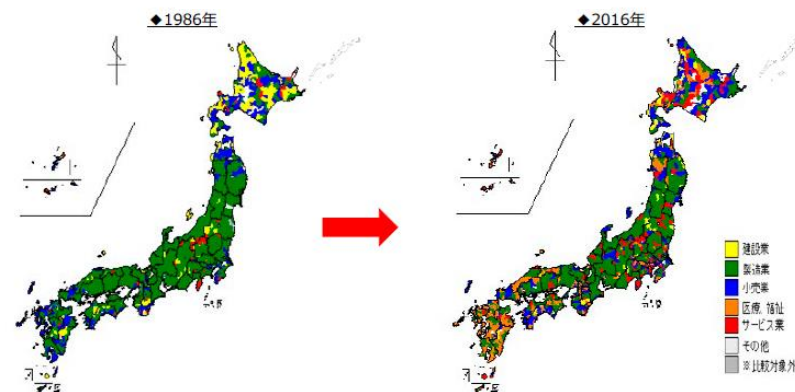 ◆1986年
◆2016年
建設業
製造業
小売業
医療，福祉
サービス業
その他
※比較対象外